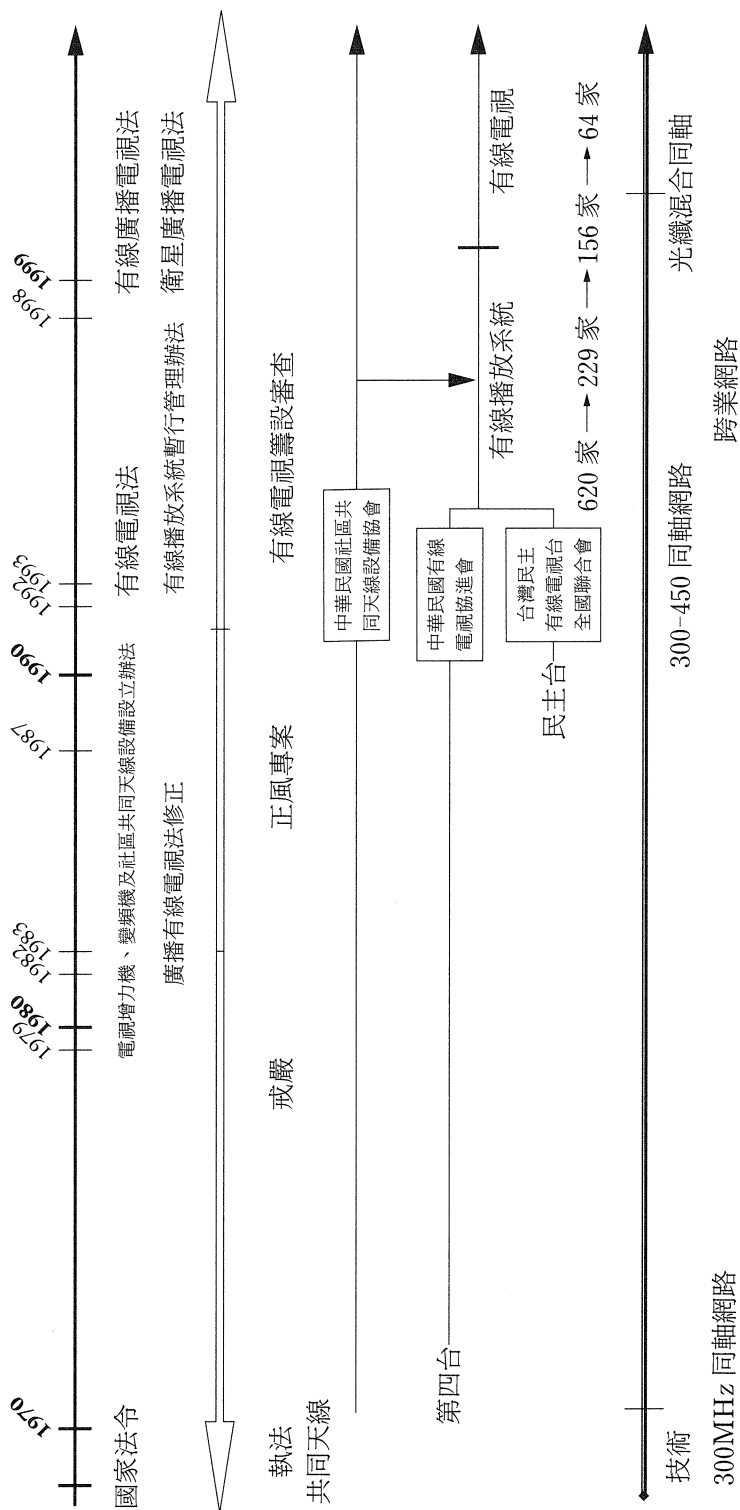 1970
1979
1980
1982
1983
1987
1990
1992
1993
1998
1999
國家法令
電視增力機、變頻機及社區共同天線設備設立辦法
有線電視法
有線廣播電視法
廣播有線電視法修正
有線播放系統暫行管理辦法
衛星廣播電視法
執法
戒嚴
正風專案
有線電視籌設審查
共同天線
中華民國社區共
同天線設備協會
第四台
中華民國有線
電視協進會
有線播放系統
有線電視
民主台
台灣民主
有線電視台
全國聯合會
620 家
229 家
156 家
64 家
技術
300-450 同軸網路
光纖混合同軸
300MHz 同軸網路
跨業網路